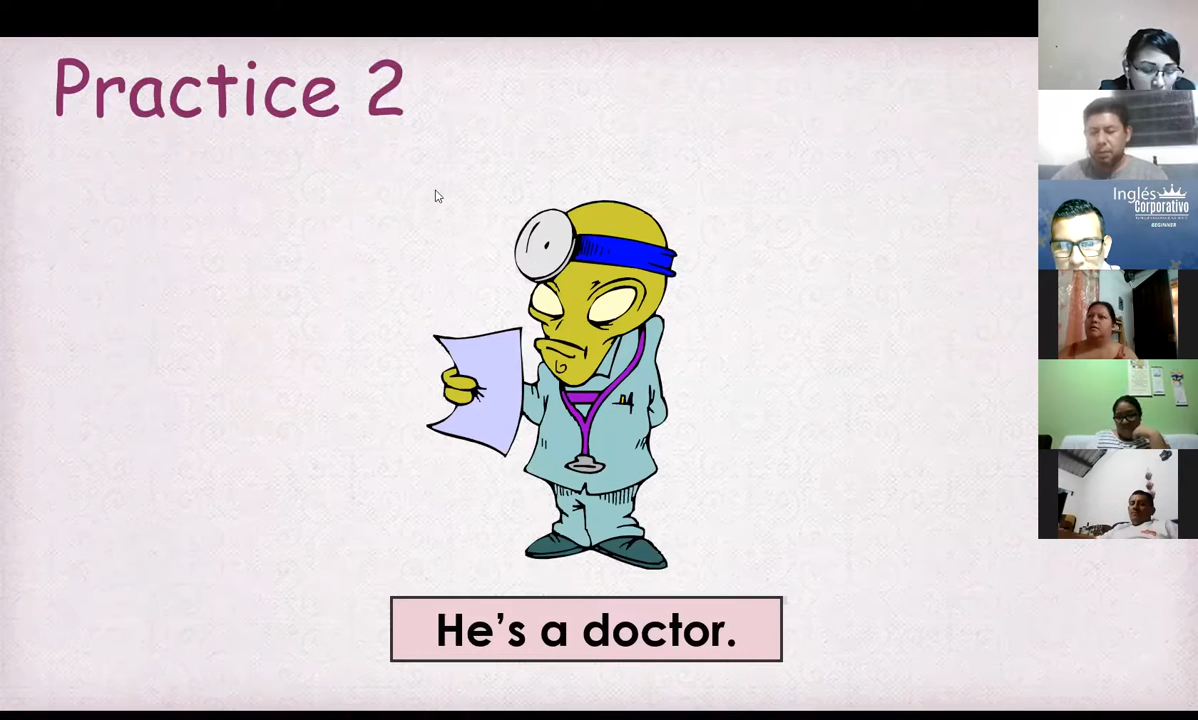 Practice 2
Inglés
Corporativo
BEGINNER
He's a doctor.